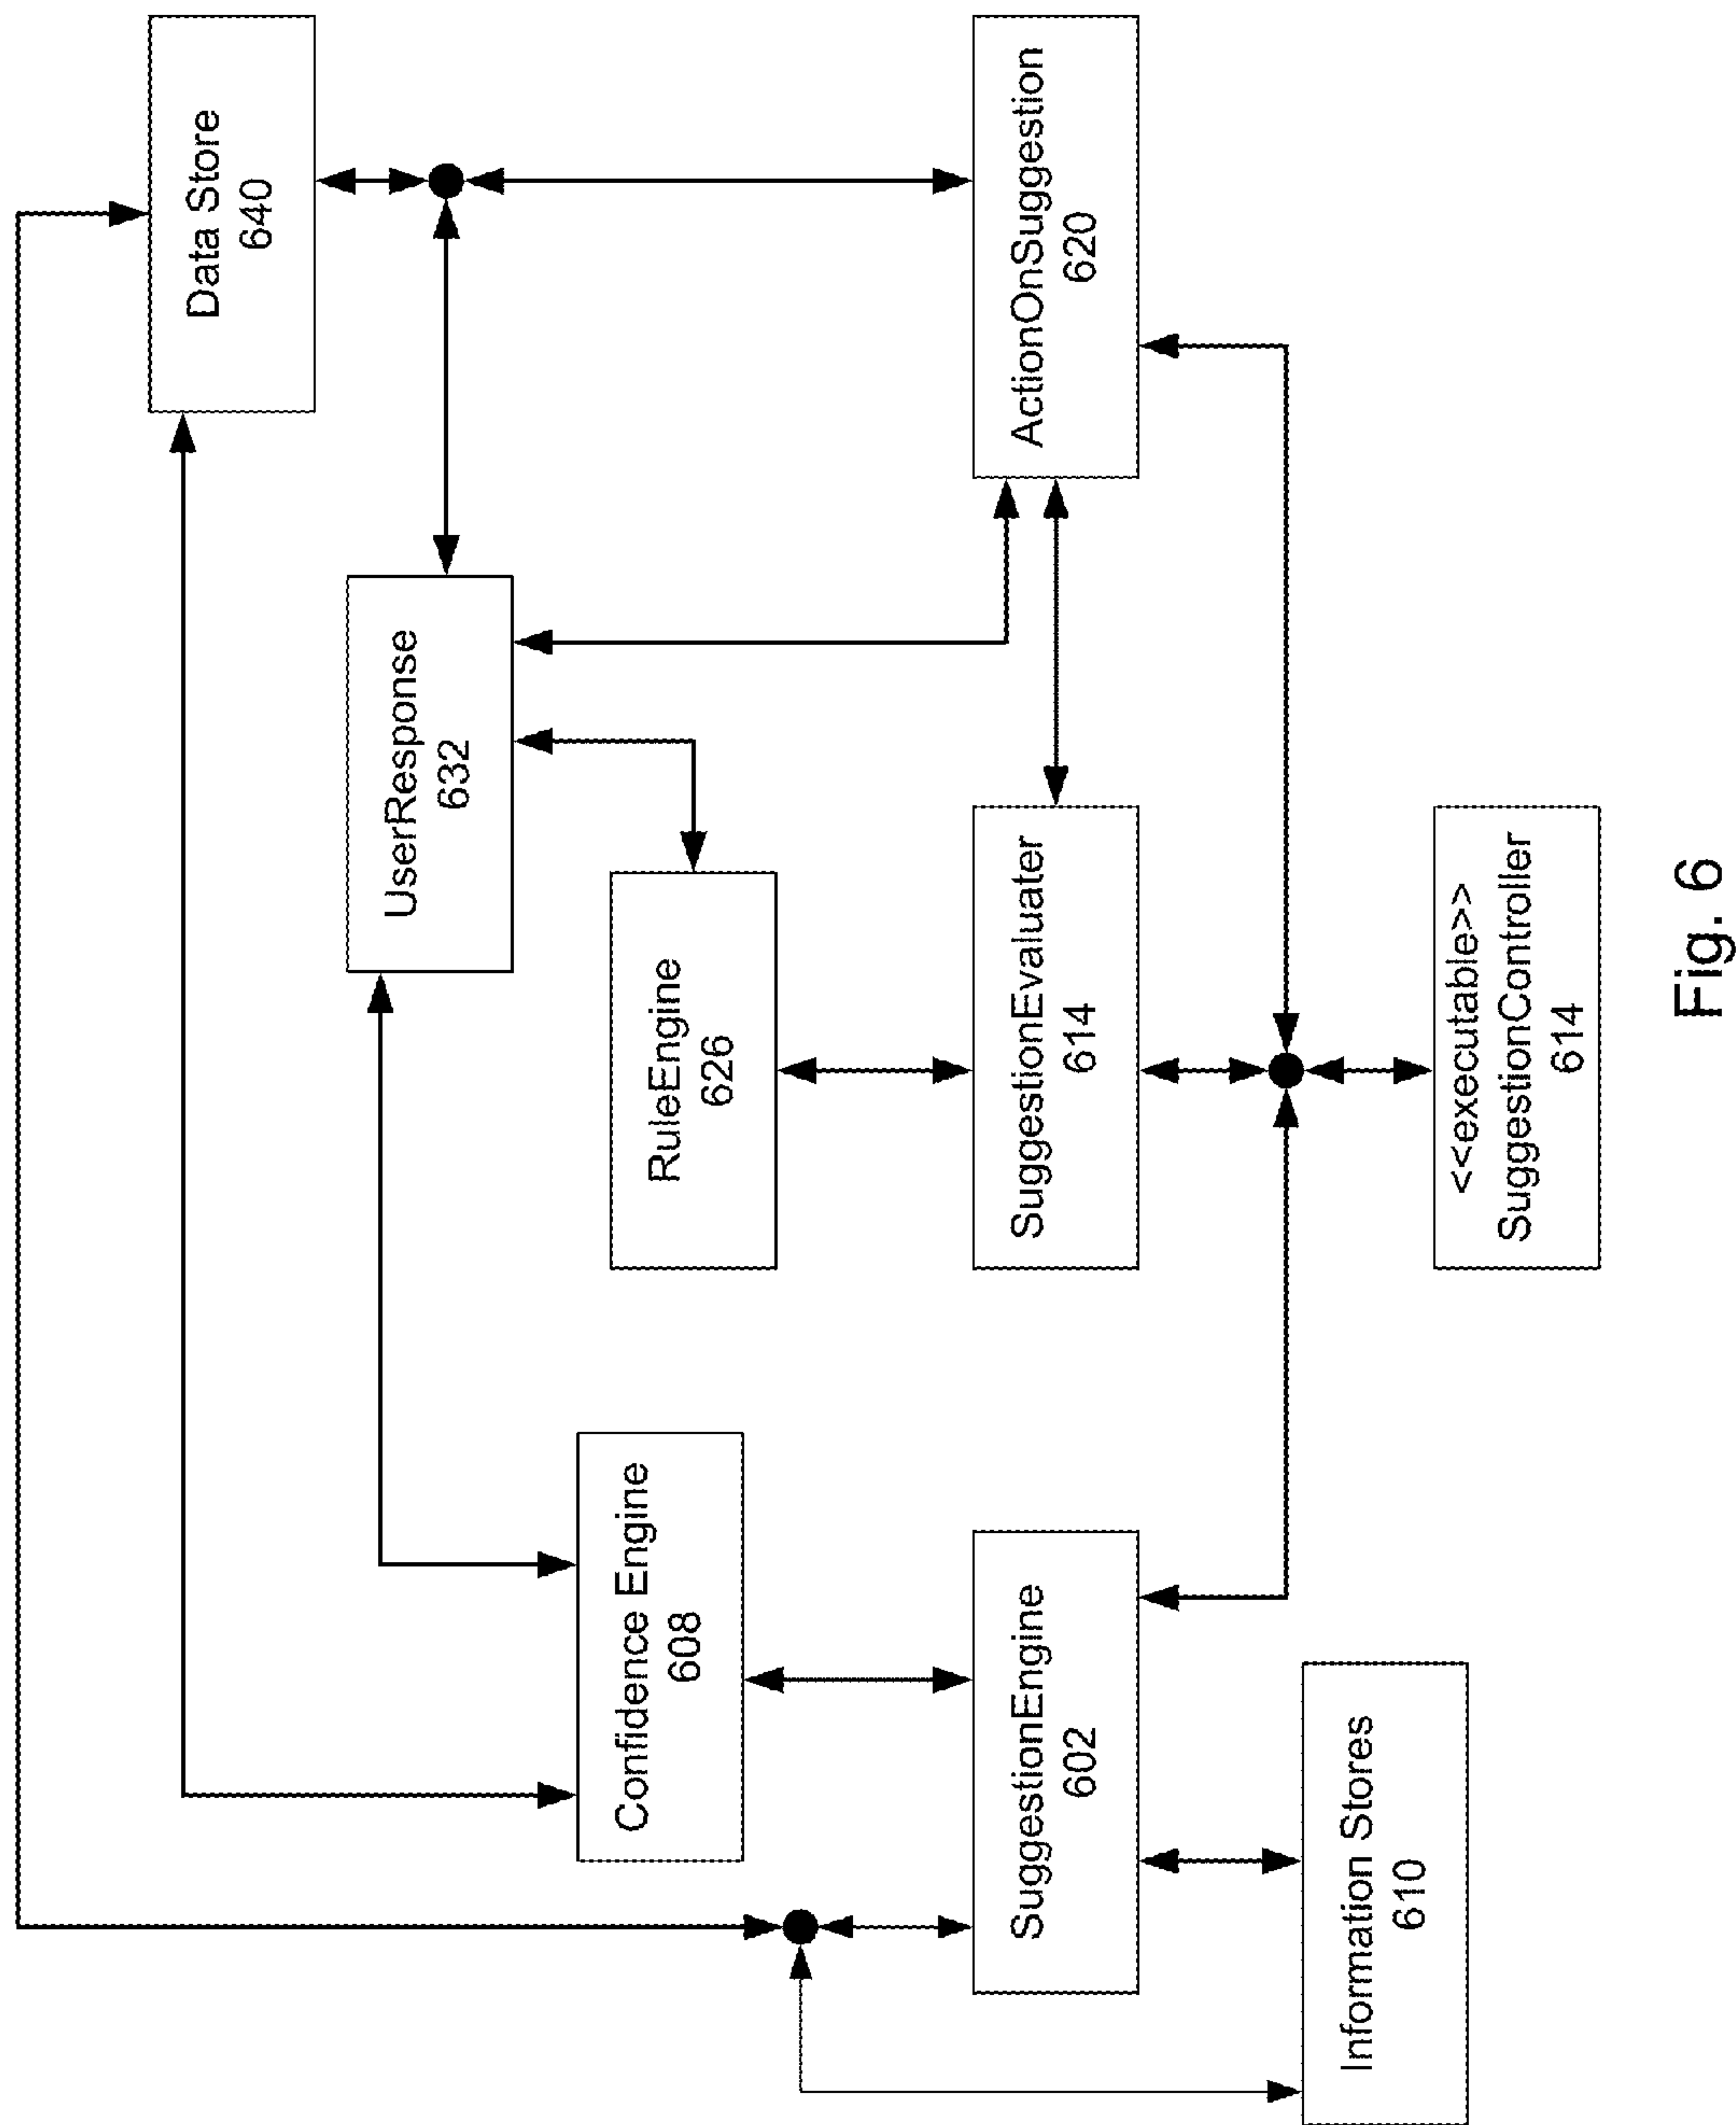 Data Store
640
UserResponse
632
Confidence Engine
608
RuleEngine
626
SuggestionEngine
602
SuggestionEvaluater
614
ActionOnSuggestion
620
Information Stores
610
<<executable>>
SuggestionController
614
Fig. 6